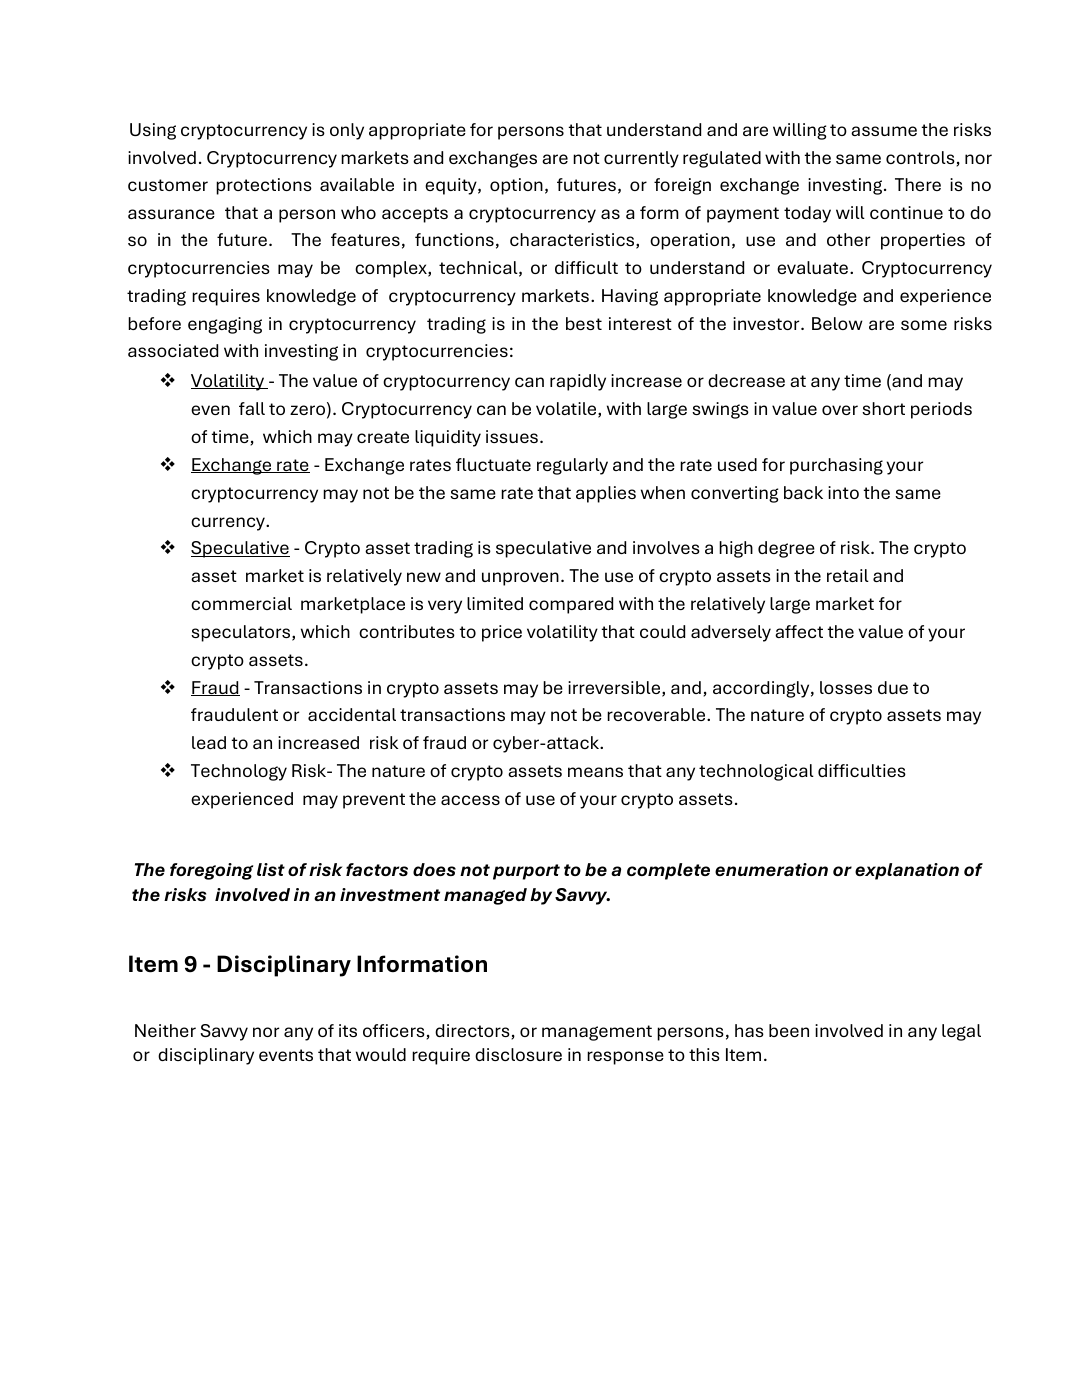 Using cryptocurrency is only appropriate for persons that understand and are willing to assume the risks
involved. Cryptocurrency markets and exchanges are not currently regulated with the same controls, nor
customer protections available in equity, option, futures, or foreign exchange investing. There is no
assurance that a person who accepts a cryptocurrency as a form of payment today will continue to do
so in the future. The features, functions, characteristics, operation, use and other properties of
cryptocurrencies may be complex, technical, or difficult to understand or evaluate. Cryptocurrency
trading requires knowledge of cryptocurrency markets. Having appropriate knowledge and experience
before engaging in cryptocurrency trading is in the best interest of the investor. Below are some risks
associated with investing in cryptocurrencies:
❖ Volatility - The value of cryptocurrency can rapidly increase or decrease at any time (and may
even fall to zero). Cryptocurrency can be volatile, with large swings in value over short periods
of time, which may create liquidity issues.
❖ Exchange rate - Exchange rates fluctuate regularly and the rate used for purchasing your
cryptocurrency may not be the same rate that applies when converting back into the same
currency.
❖ Speculative - Crypto asset trading is speculative and involves a high degree of risk. The crypto
asset market is relatively new and unproven. The use of crypto assets in the retail and
commercial marketplace is very limited compared with the relatively large market for
speculators, which contributes to price volatility that could adversely affect the value of your
crypto assets.
❖ Fraud - Transactions in crypto assets may be irreversible, and, accordingly, losses due to
fraudulent or accidental transactions may not be recoverable. The nature of crypto assets may
lead to an increased risk of fraud or cyber-attack.
❖ Technology Risk- The nature of crypto assets means that any technological difficulties
experienced may prevent the access of use of your crypto assets.
The foregoing list of risk factors does not purport to be a complete enumeration or explanation of
the risks involved in an investment managed by Savvy.
Item 9 - Disciplinary Information
Neither Savvy nor any of its officers, directors, or management persons, has been involved in any legal
or disciplinary events that would require disclosure in response to this Item.